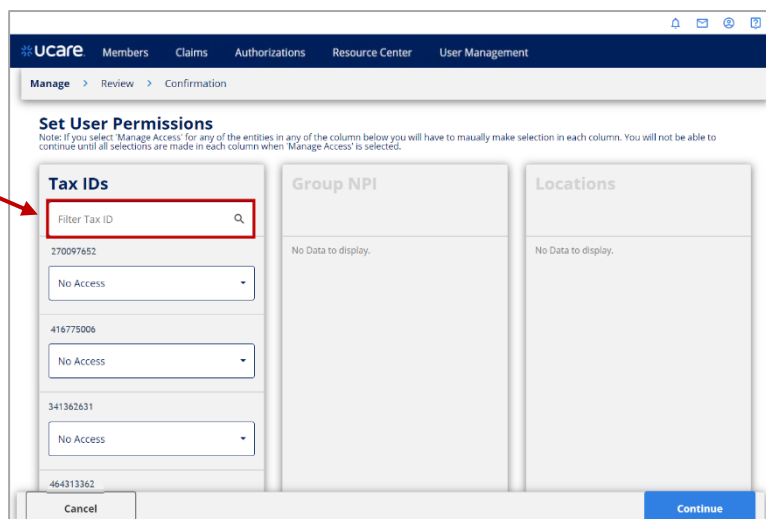 ucare. Members Claims Authorizations Resource Center User Management
Manage > Review > Confirmation
Set User Permissions
Note: If you select 'Manage Access' for any of the entities in any of the column below you will have to maually make selection in each column. You will not be able to
continue until all selections are made in each column when 'Manage Access' is selected.
Tax IDs
Filter Tax ID
270097652
No Access
416775006
No Access
341362631
No Access
464313362
Group NPI
No Data to display.
Locations
No Data to display.
Cancel
Continue